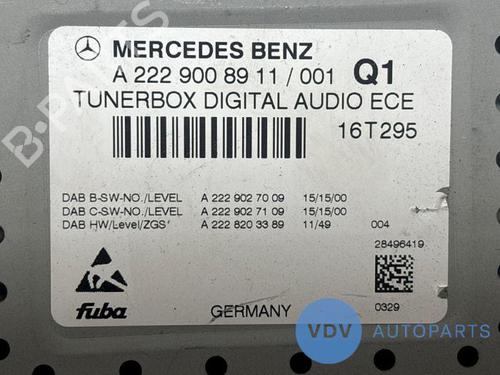 MERCEDES BENZ
A 222 900 89 11 / 001 Q1
TUNERBOX DIGITAL AUDIO ECE
16T295
DAB B-SW-NO./LEVEL A 222 902 70 09 15/15/00
DAB C-SW-NO./LEVEL A 222 902 71 09 15/15/00
DAB HW/Level/ZGS' A 222 820 33 89 11/49 004
28496419
fuba GERMANY 0329
VDV AUTOPARTS
B-PARTS